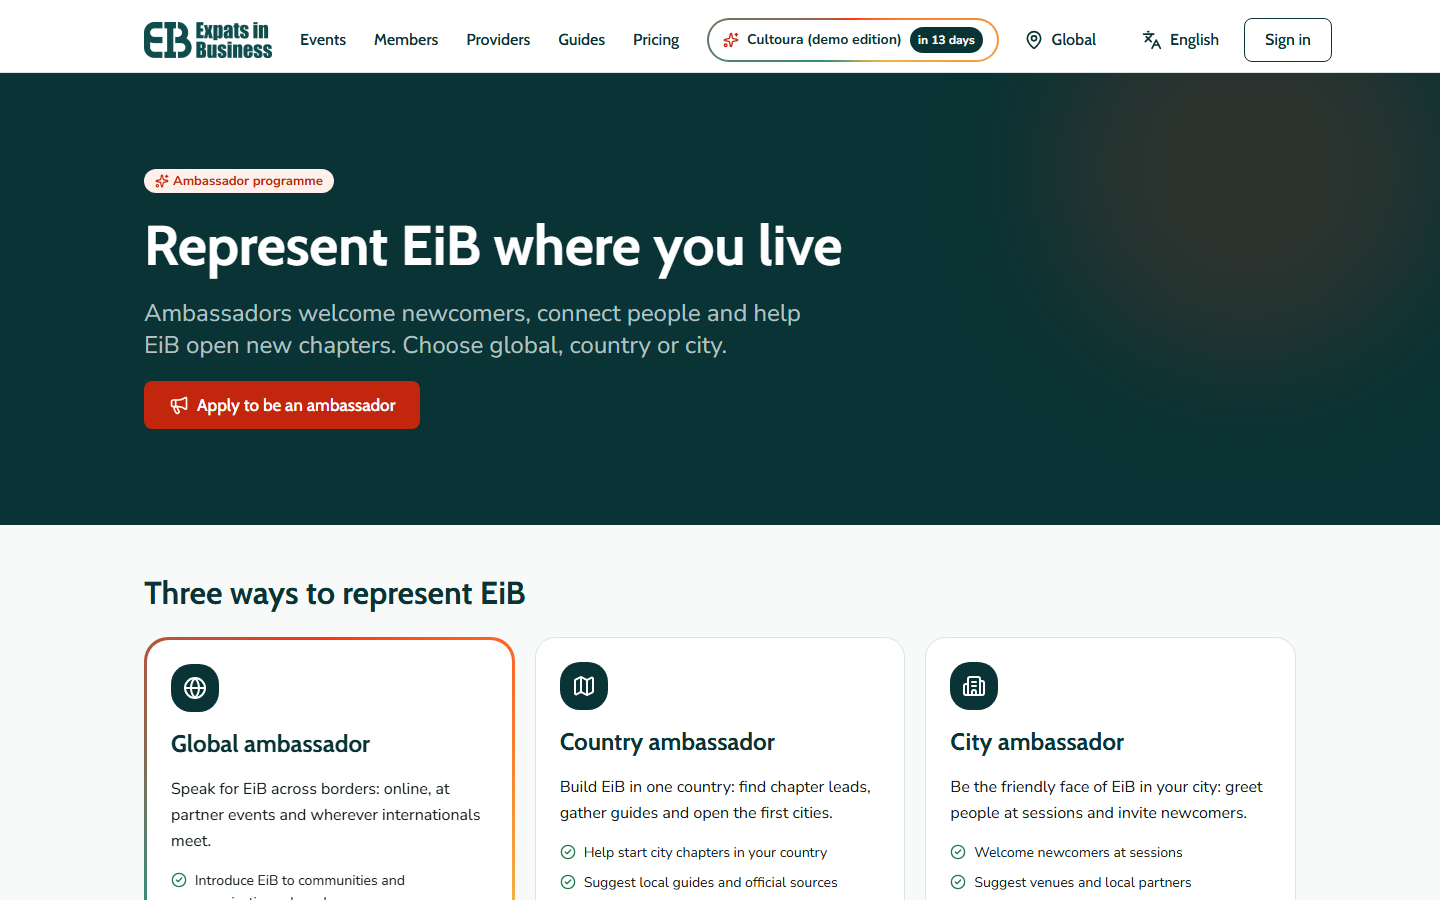 EIB Expats in Business
Events
Members
Providers
Guides
Pricing
Cultoura (demo edition) in 13 days
Global
English
Sign in
Ambassador programme
Represent EiB where you live
Ambassadors welcome newcomers, connect people and help
EiB open new chapters. Choose global, country or city.
Apply to be an ambassador
Three ways to represent EiB
Global ambassador
Speak for EiB across borders: online, at
partner events and wherever internationals
meet.
Introduce EiB to communities and
Country ambassador
Build EiB in one country: find chapter leads,
gather guides and open the first cities.
Help start city chapters in your country
Suggest local guides and official sources
City ambassador
Be the friendly face of EiB in your city: greet
people at sessions and invite newcomers.
Welcome newcomers at sessions
Suggest venues and local partners